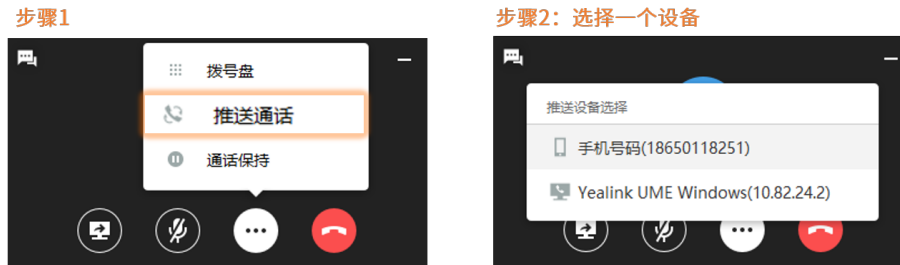 步骤1
拨号盘
推送通话
通话保持
步骤2：选择一个设备
推送设备选择
手机号码(18650118251)
Yealink UME Windows(10.82.24.2)